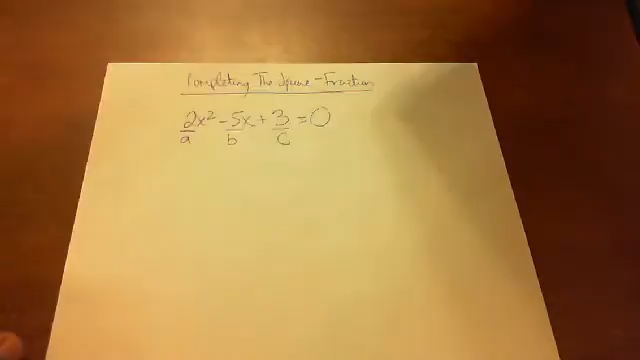 Completing The Square - Fractions
2x² - 5x + 3 = 0
a b c